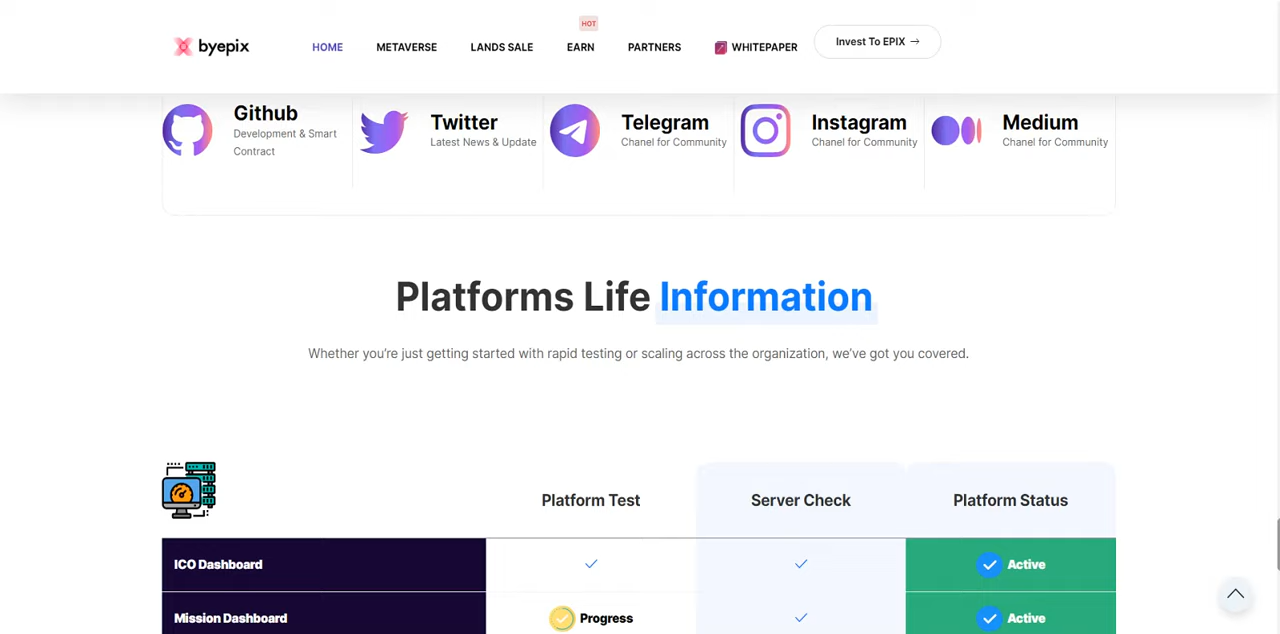 HOT
byepix
HOME METAVERSE LANDS SALE EARN PARTNERS WHITEPAPER Invest To EPIX →
Github
Development & Smart
Contract
Twitter
Latest News & Update
Telegram
Chanel for Community
Instagram
Chanel for Community
Medium
Chanel for Community
Platforms Life Information
Whether you're just getting started with rapid testing or scaling across the organization, we've got you covered.
Platform Test Server Check Platform Status
ICO Dashboard Active
Mission Dashboard Progress Active